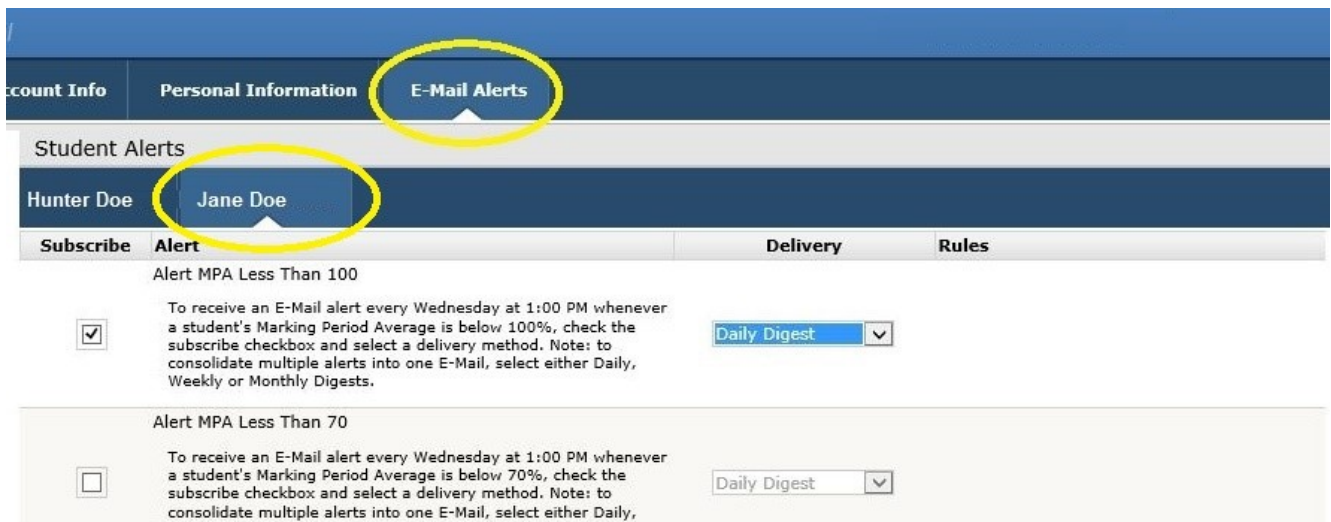 Personal Information
E-Mail Alerts
Student Alerts
Hunter Doe
Jane Doe
Subscribe Alert Delivery Rules
Alert MPA Less Than 100
To receive an E-Mail alert every Wednesday at 1:00 PM whenever
a student's Marking Period Average is below 100%, check the
subscribe checkbox and select a delivery method. Note: to
consolidate multiple alerts into one E-Mail, select either Daily,
Weekly or Monthly Digests.
Daily Digest
Alert MPA Less Than 70
To receive an E-Mail alert every Wednesday at 1:00 PM whenever
a student's Marking Period Average is below 70%, check the
subscribe checkbox and select a delivery method. Note: to
consolidate multiple alerts into one E-Mail, select either Daily,
Daily Digest